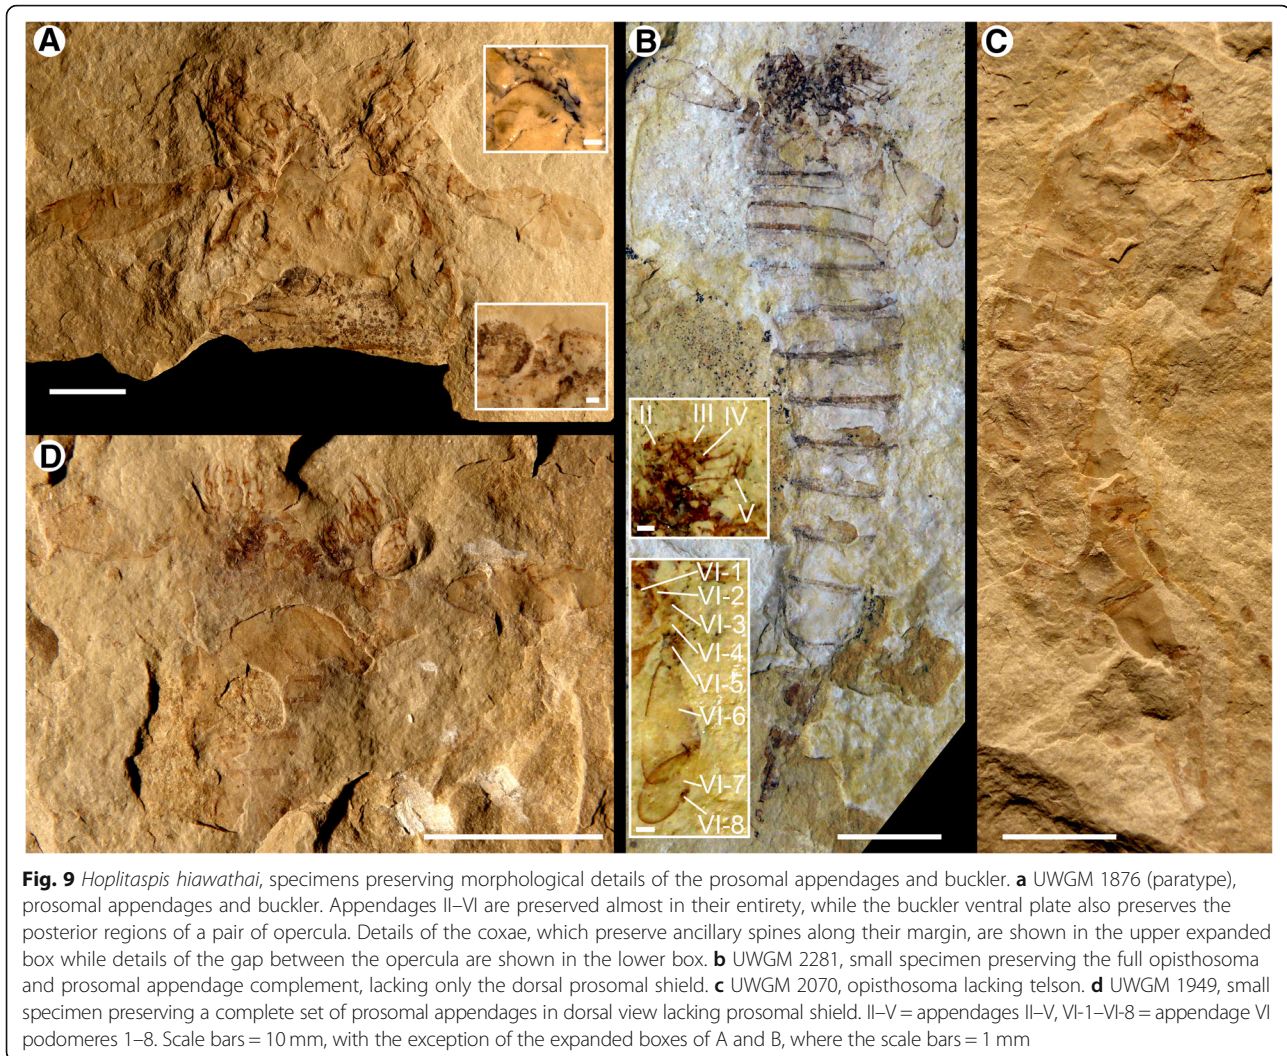 A
B
C
II III IV
V
D
VI-1
VI-2
VI-3
VI-4
VI-5
VI-6
VI-7
VI-8
Fig. 9 Hoplitaspis hiawathai, specimens preserving morphological details of the prosomal appendages and buckler. a UWGM 1876 (paratype),
prosomal appendages and buckler. Appendages II–VI are preserved almost in their entirety, while the buckler ventral plate also preserves the
posterior regions of a pair of opercula. Details of the coxae, which preserve ancillary spines along their margin, are shown in the upper expanded
box while details of the gap between the opercula are shown in the lower box. b UWGM 2281, small specimen preserving the full opisthosoma
and prosomal appendage complement, lacking only the dorsal prosomal shield. c UWGM 2070, opisthosoma lacking telson. d UWGM 1949, small
specimen preserving a complete set of prosomal appendages in dorsal view lacking prosomal shield. II–V = appendages II–V, VI-1–VI-8 = appendage VI
podomeres 1–8. Scale bars = 10 mm, with the exception of the expanded boxes of A and B, where the scale bars = 1 mm